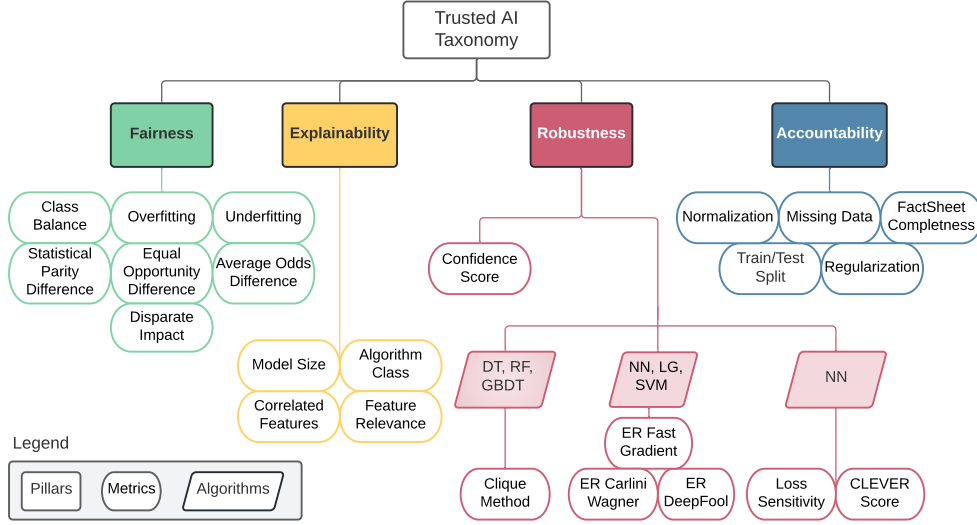 Trusted AI
Taxonomy
Fairness
Explainability
Robustness
Accountability
Class
Balance
Overfitting
Underfitting
Statistical
Parity
Difference
Equal
Opportunity
Difference
Average Odds
Difference
Disparate
Impact
Model Size
Algorithm
Class
Correlated
Features
Feature
Relevance
Confidence
Score
DT, RF,
GBDT
NN, LG,
SVM
NN
Clique
Method
ER Fast
Gradient
ER Carlini
Wagner
ER
DeepFool
Loss
Sensitivity
CLEVER
Score
Normalization
Missing Data
FactSheet
Completness
Train/Test
Split
Regularization
Legend
Pillars
Metrics
Algorithms